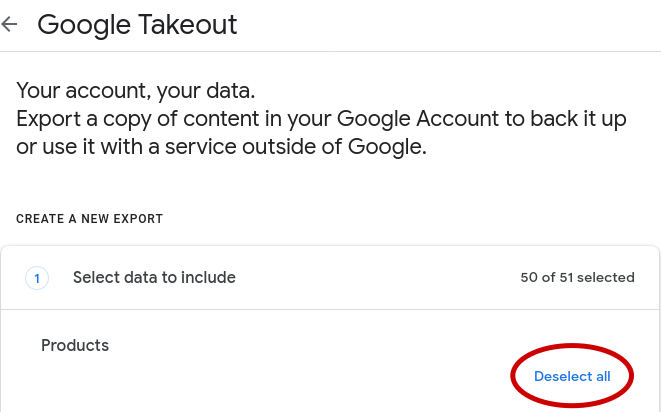 Google Takeout
Your account, your data.
Export a copy of content in your Google Account to back it up
or use it with a service outside of Google.
CREATE A NEW EXPORT
1 Select data to include 50 of 51 selected
Products
Deselect all